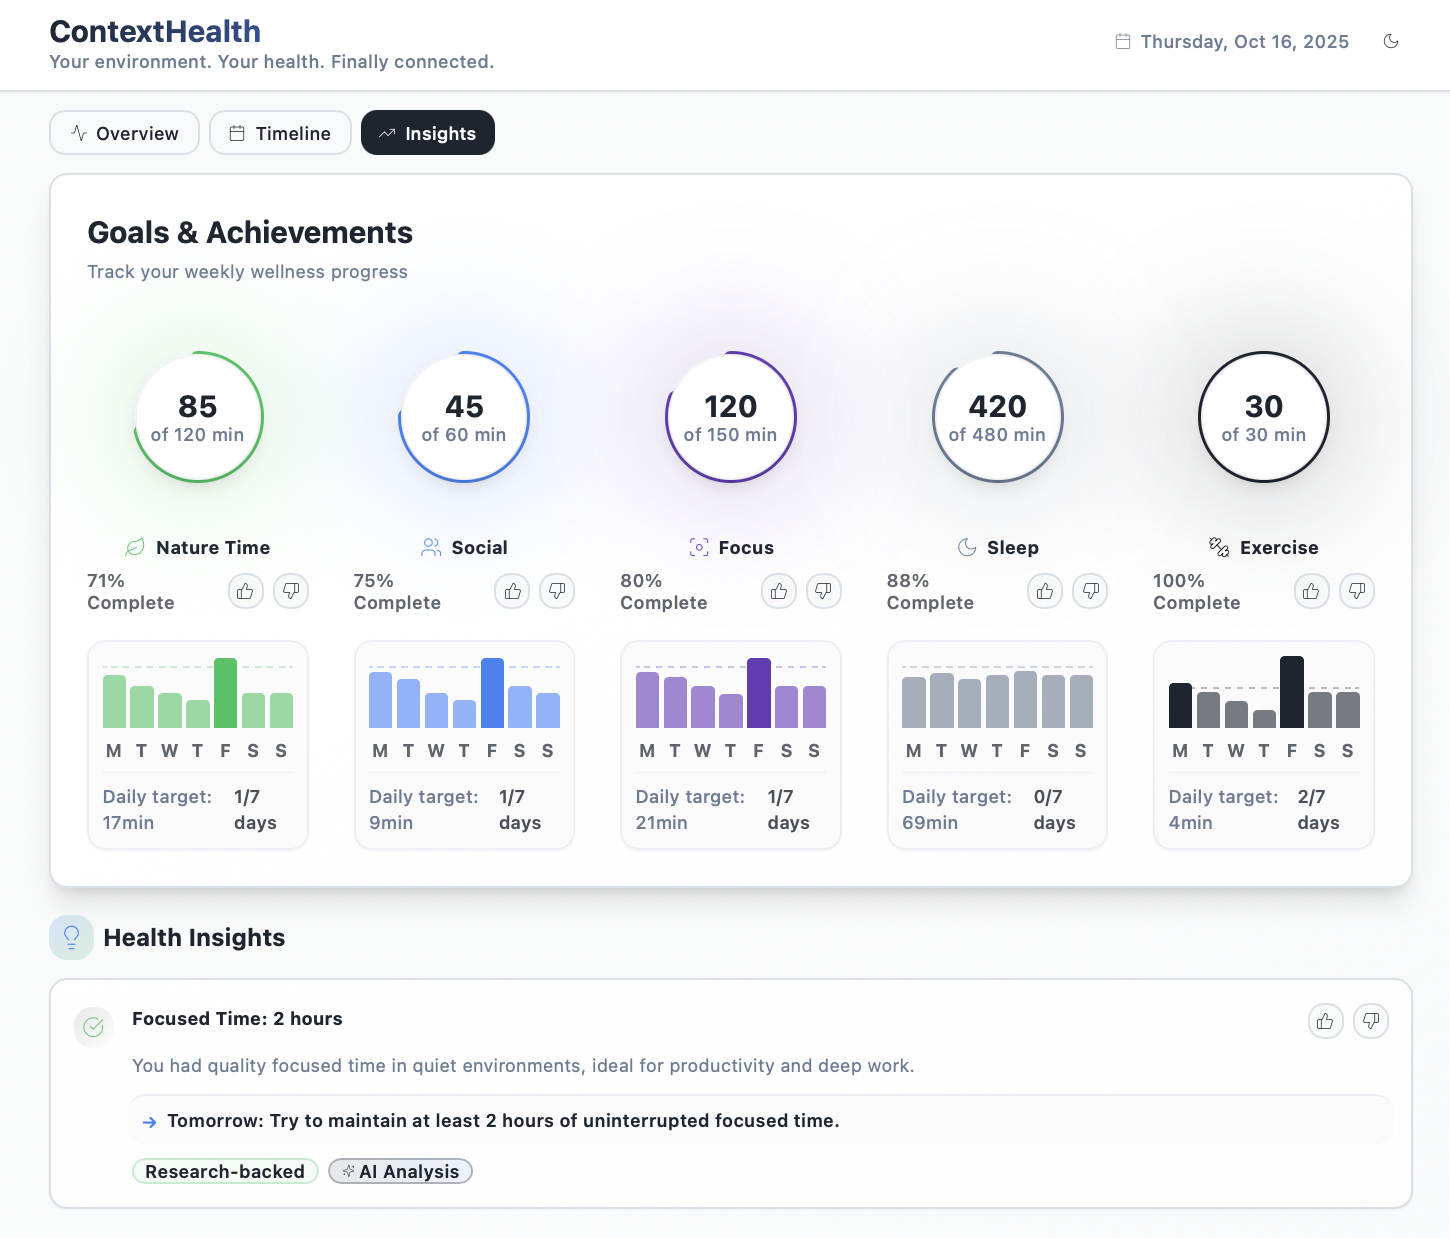 ContextHealth
Your environment. Your health. Finally connected.
Thursday, Oct 16, 2025
Overview
Timeline
Insights
Goals & Achievements
Track your weekly wellness progress
85
of 120 min
45
of 60 min
120
of 150 min
420
of 480 min
30
of 30 min
Nature Time
Social
Focus
Sleep
Exercise
71%
Complete
75%
Complete
80%
Complete
88%
Complete
100%
Complete
M T W T F S S
Daily target:
17min
1/7
days
M T W T F S S
Daily target:
9min
1/7
days
M T W T F S S
Daily target:
21min
1/7
days
M T W T F S S
Daily target:
69min
0/7
days
M T W T F S S
Daily target:
4min
2/7
days
Health Insights
Focused Time: 2 hours
You had quality focused time in quiet environments, ideal for productivity and deep work.
→ Tomorrow: Try to maintain at least 2 hours of uninterrupted focused time.
Research-backed
AI Analysis